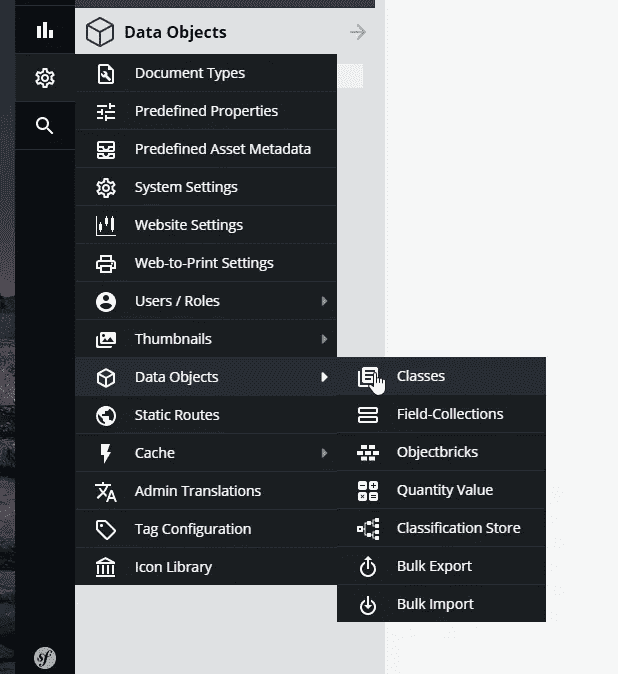 Data Objects
Document Types
Predefined Properties
Predefined Asset Metadata
System Settings
Website Settings
Web-to-Print Settings
Users / Roles
Thumbnails
Data Objects
Static Routes
Cache
Admin Translations
Tag Configuration
Icon Library
Classes
Field-Collections
Objectbricks
Quantity Value
Classification Store
Bulk Export
Bulk Import
sf